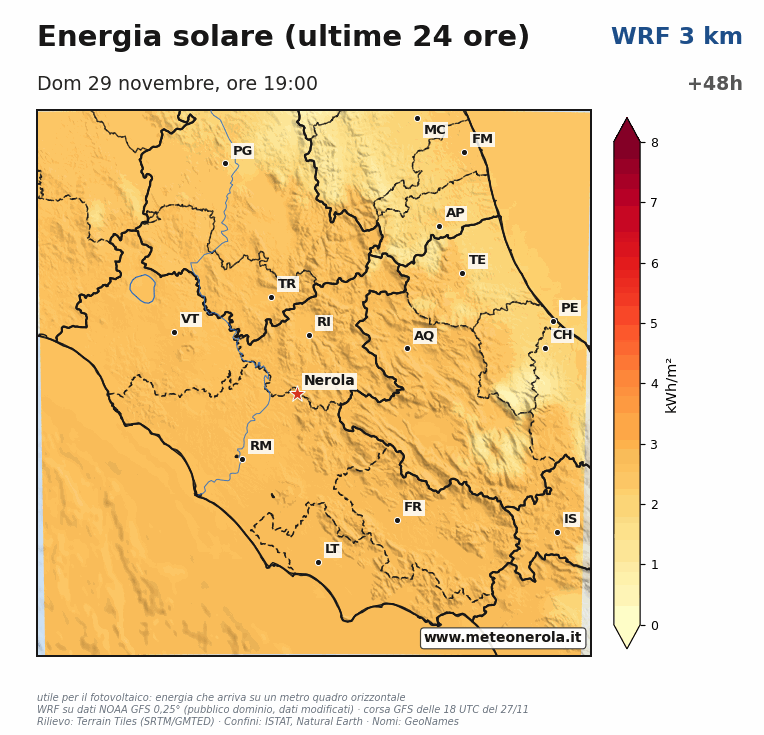 Energia solare (ultime 24 ore)
WRF 3 km
Dom 29 novembre, ore 19:00
+48h
MC
FM
PG
AP
TE
TR
PE
VT
RI
AQ
CH
Nerola
RM
FR
IS
LT
www.meteonerola.it
8
7
6
5
4
3
2
1
0
kWh/m²
utile per il fotovoltaico: energia che arriva su un metro quadro orizzontale
WRF su dati NOAA GFS 0,25° (pubblico dominio, dati modificati) · corsa GFS delle 18 UTC del 27/11
Rilievo: Terrain Tiles (SRTM/GMTED) · Confini: ISTAT, Natural Earth · Nomi: GeoNames